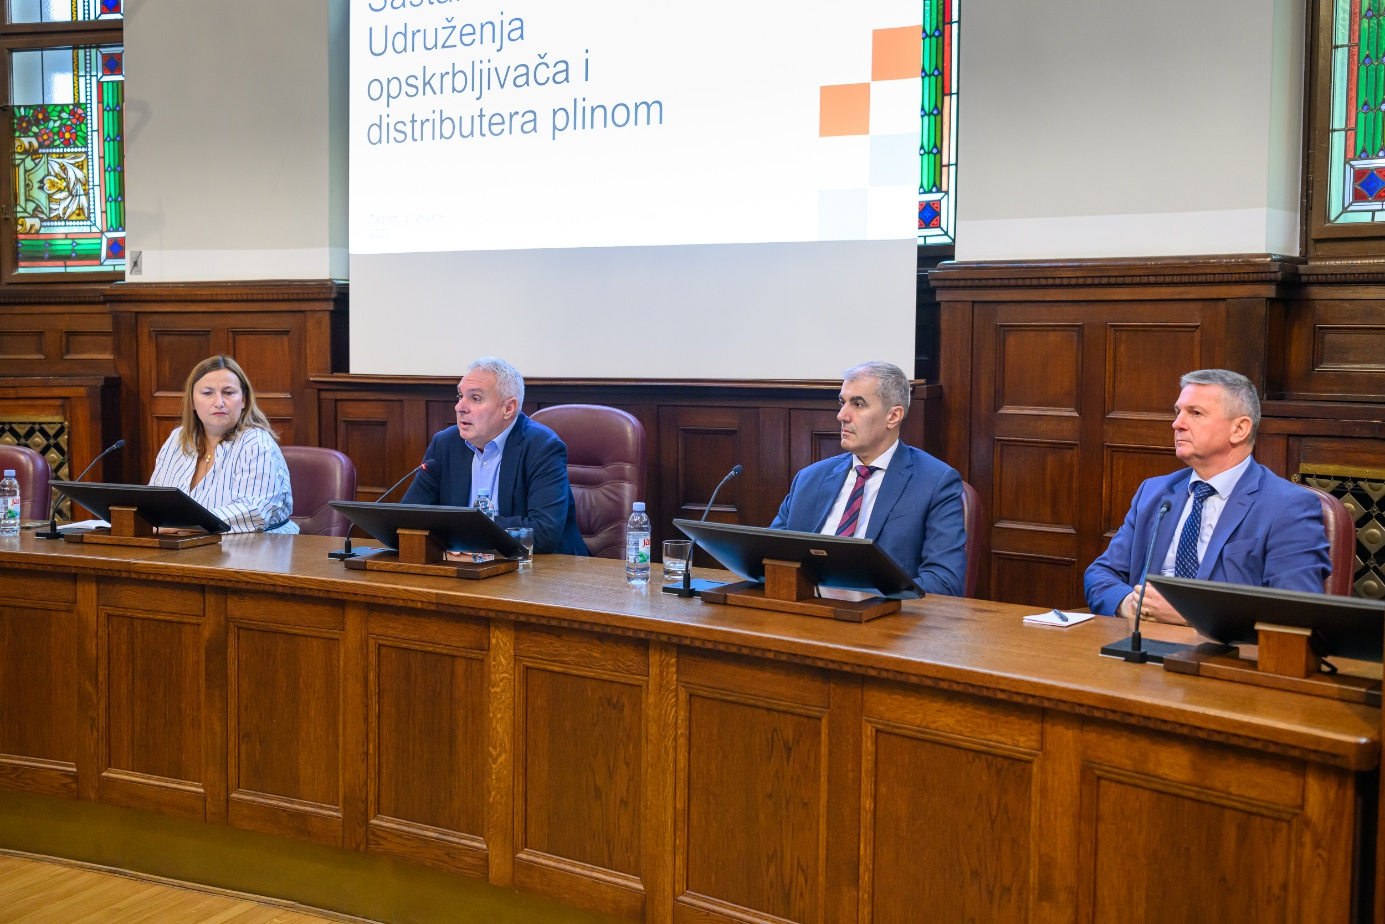 Udruženja
opskrbljivača i
distributera plinom